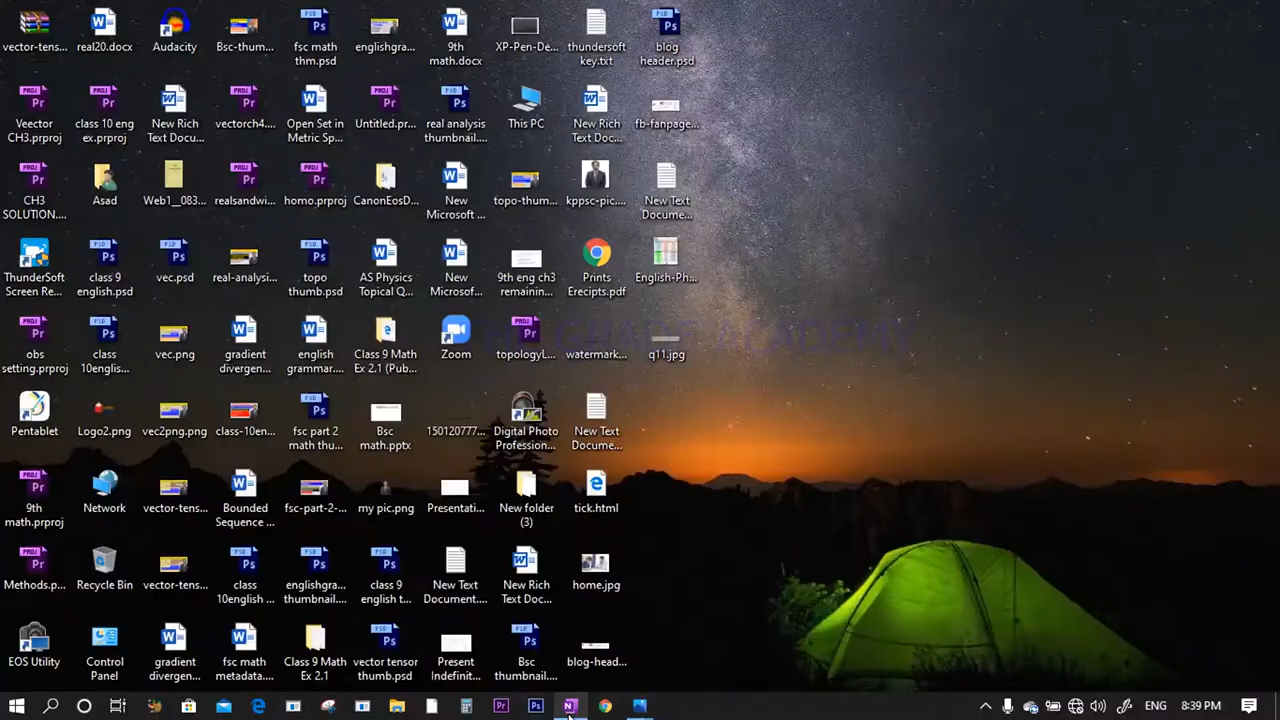 vector-tens...
real20.docx
Audacity
Bsc-thum...
fsc math
thm.psd
englishgra...
9th
math.docx
XP-Pen-De...
thundersoft
key.txt
blog
header.psd
Veector
CH3.prproj
class 10 eng
ex.prproj
New Rich
Text Docu...
vectorch4....
Open Set in
Metric Sp...
Untitled.pr...
real analysis
thumbnail....
This PC
New Rich
Text Doc...
fb-fanpage...
CH3
SOLUTION....
Asad
Web1__083...
realsandwi...
homo.prproj
CanonEosD...
New
Microsoft ...
topo-thum...
kppsc-pic....
New Text
Docume...
ThunderSoft
Screen Re...
class 9
english.psd
vec.psd
real-analysi...
topo
thumb.psd
AS Physics
Topical Q...
New
Microsof...
9th eng ch3
remainin...
Prints
Erecipts.pdf
English-Ph...
obs
setting.prproj
class
10englis...
vec.png
gradient
divergen...
english
grammar....
Class 9 Math
Ex 2.1 (Pub...
Zoom
topologyL...
watermark...
q11.jpg
ACADEMY
Pentablet
Logo2.png
vec2png.png
class-10en...
fsc part 2
math thu...
Bsc
math.pptx
150120777...
Digital Photo
Profession...
New Text
Docume...
9th
math.prproj
Network
vector-tens...
Bounded
Sequence ...
fsc-part-2-...
my pic.png
Presentati...
New folder
(3)
tick.html
Methods.p...
Recycle Bin
vector-tens...
class
10english ...
englishgra...
thumbnail....
class 9
english t...
New Text
Document....
New Rich
Text Doc...
home.jpg
EOS Utility
Control
Panel
gradient
divergen...
fsc math
metadata....
Class 9 Math
Ex 2.1
vector tensor
thumb.psd
Present
Indefinit...
Bsc
thumbnail....
blog-head...
ENG
8:39 PM